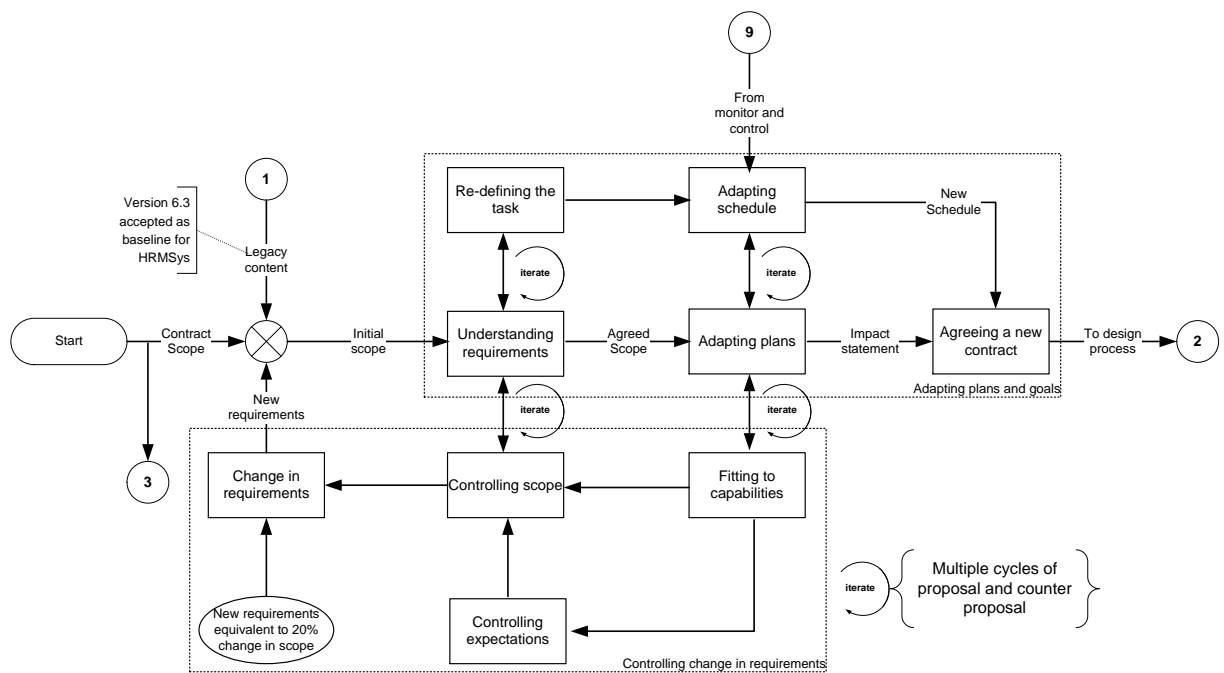 9
From
monitor and
control
1
Version 6.3
accepted as
baseline for
HRMSys
Legacy
content
Re-defining the
task
Adapting
schedule
New
Schedule
iterate
iterate
Start
Contract
Scope
Initial
scope
Understanding
requirements
Agreed
Scope
Adapting plans
Impact
statement
Agreeing a new
contract
To design
process
2
Adapting plans and goals
New
requirements
iterate
iterate
3
Change in
requirements
Controlling scope
Fitting to
capabilities
New requirements
equivalent to 20%
change in scope
Controlling
expectations
Controlling change in requirements
iterate
Multiple cycles of
proposal and counter
proposal